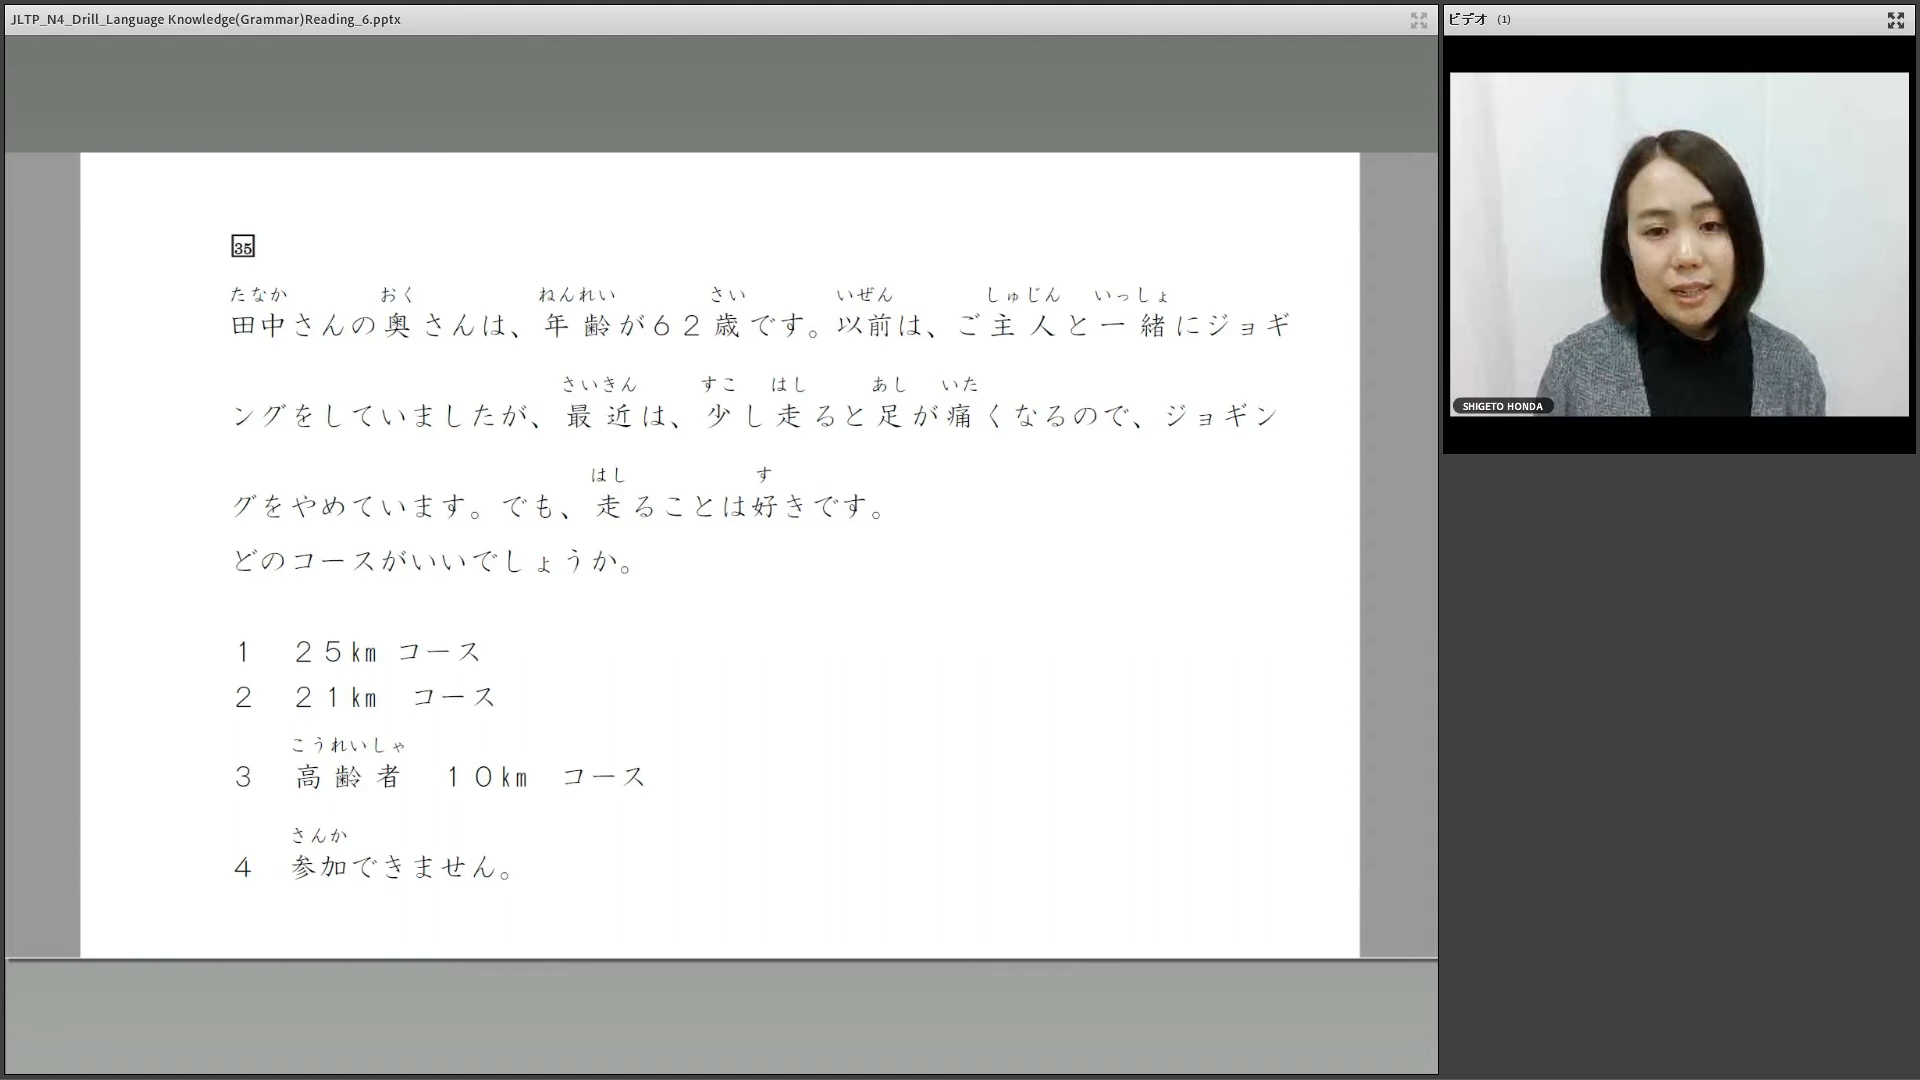 JLTP_N4_Drill_Language Knowledge(Grammar)Reading_6.pptx
ビデオ (1)
SHIGETO HONDA
35
たなか おく ねんれい さい いぜん しゅじん いっしょ
田中さんの奥さんは、年齢が６２歳です。以前は、ご主人と一緒にジョギ
さいきん すこ はし あし いた
ングをしていましたが、最近は、少し走ると足が痛くなるので、ジョギン
はし す
グをやめています。でも、走ることは好きです。
どのコースがいいでしょうか。
１ ２５km コース
２ ２１km コース
こうれいしゃ
３ 高齢者 １０km コース
さんか
４ 参加できません。